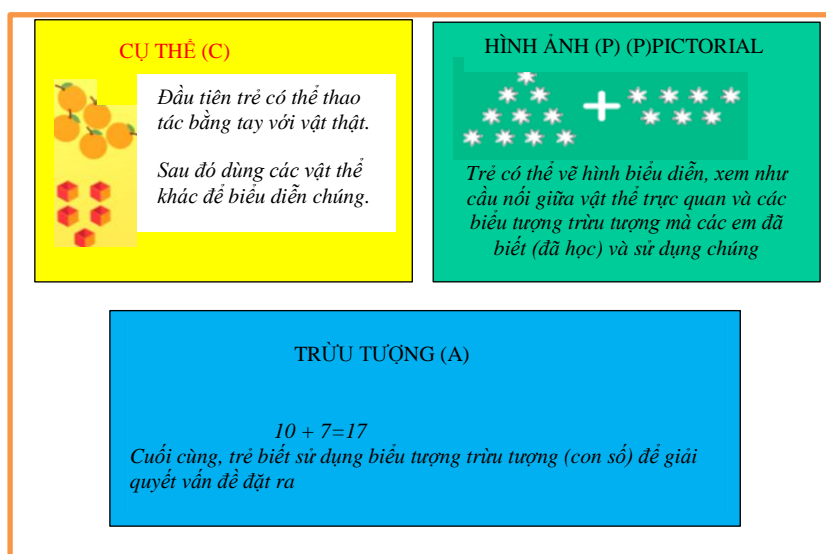 CỤ THỂ (C)
Đầu tiên trẻ có thể thao
tác bằng tay với vật thật.
Sau đó dùng các vật thể
khác để biểu diễn chúng.
HÌNH ẢNH (P) (P)PICTORIAL
Trẻ có thể vẽ hình biểu diễn, xem như
cầu nối giữa vật thể trực quan và các
biểu tượng trừu tượng mà các em đã
biết (đã học) và sử dụng chúng
TRỪU TƯỢNG (A)
10 + 7=17
Cuối cùng, trẻ biết sử dụng biểu tượng trừu tượng (con số) để giải
quyết vấn đề đặt ra